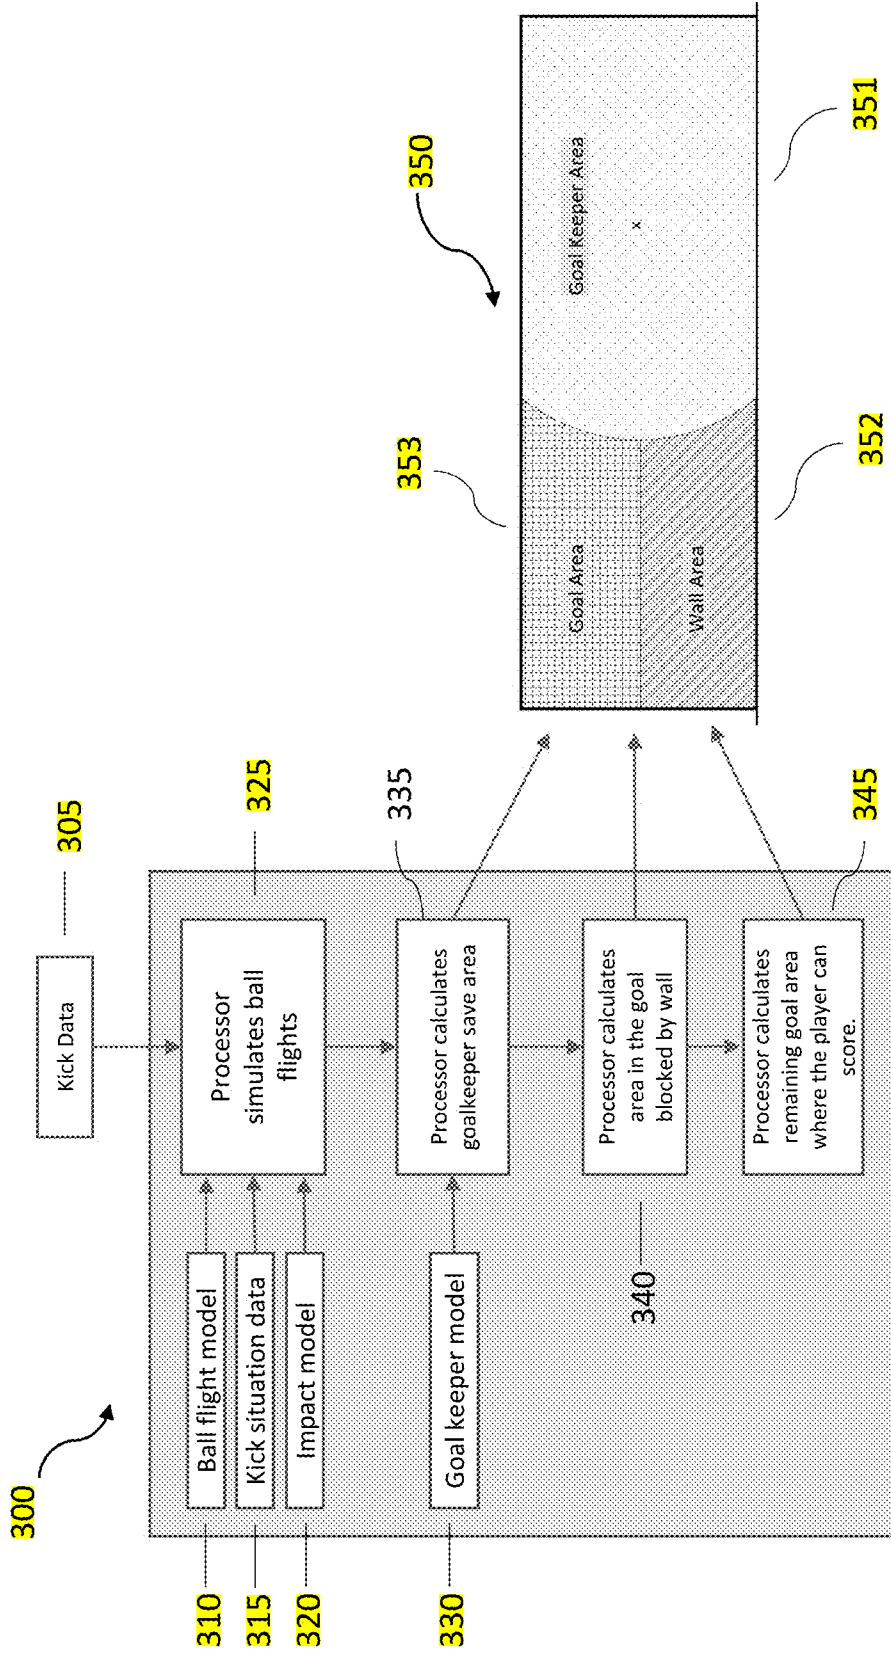 300
305
Kick Data
310
Ball flight model
315
Kick situation data
320
Impact model
325
Processor
simulates ball
flights
330
Goal keeper model
335
Processor calculates
goalkeeper save area
340
Processor calculates
area in the goal
blocked by wall
345
Processor calculates
remaining goal area
where the player can
score.
350
353
Goal Area
Goal Keeper Area
x
Wall Area
352
351